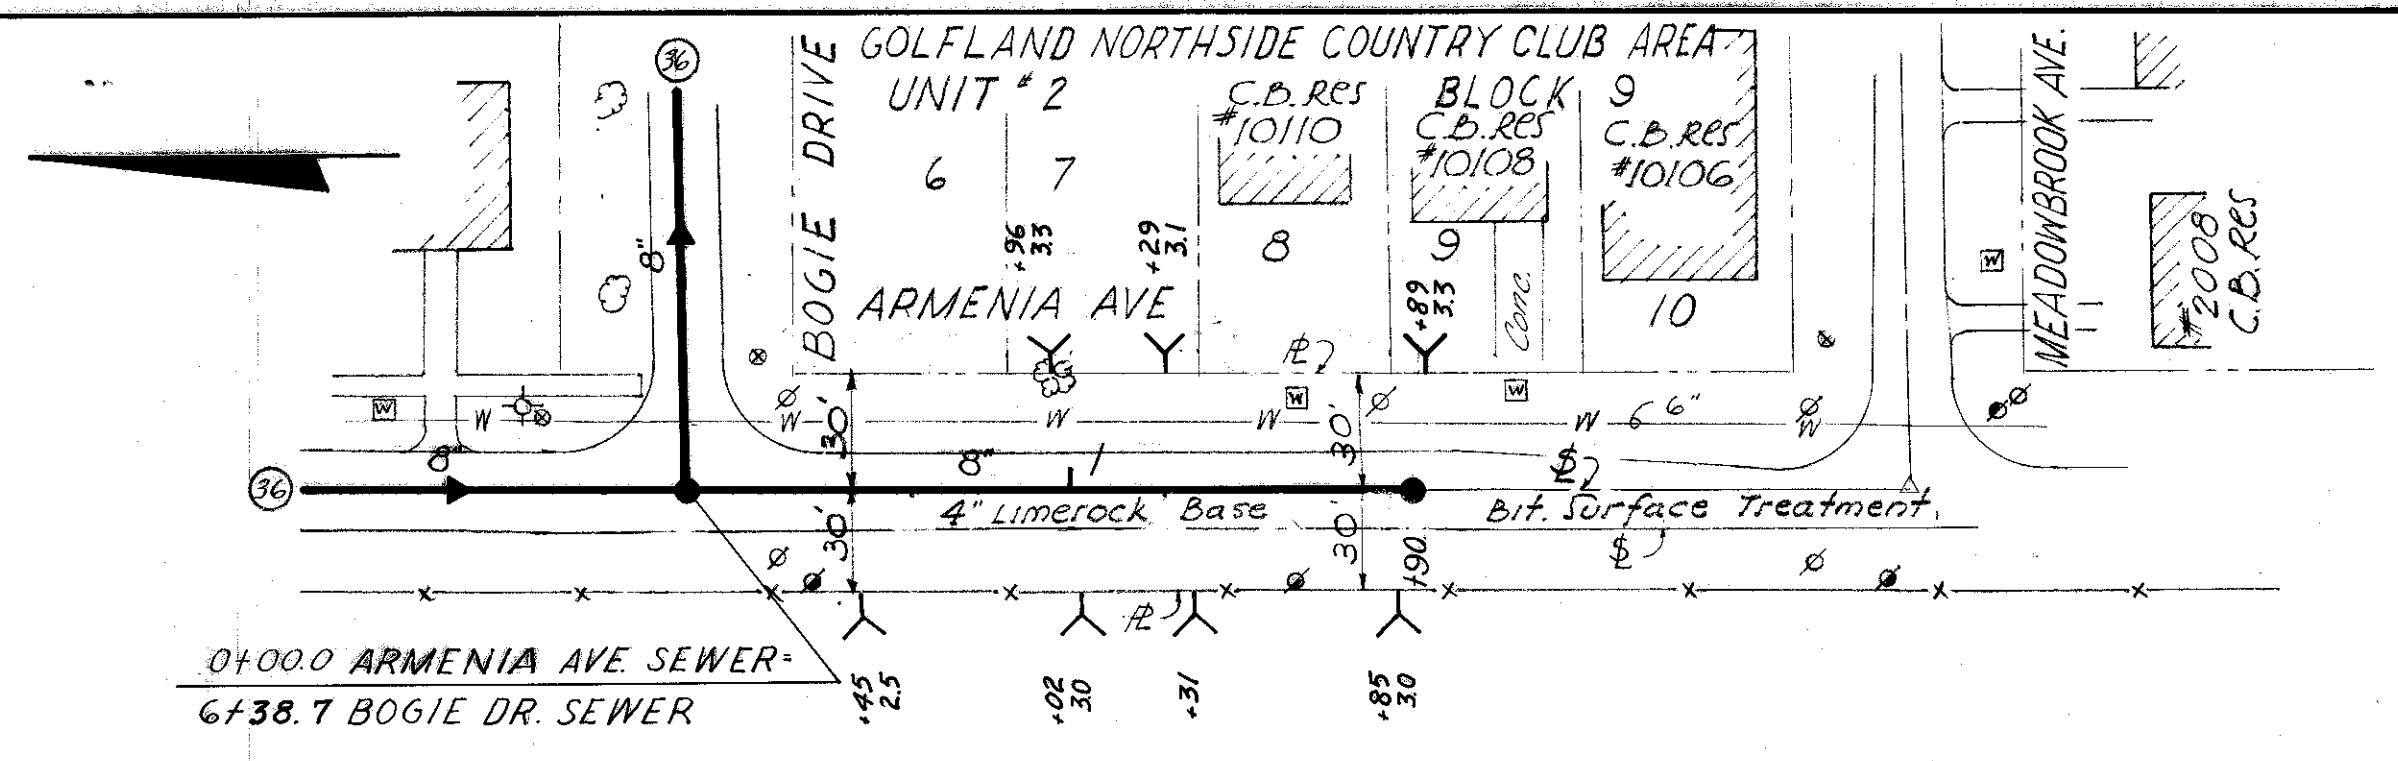 GOLFLAND NORTHSIDE COUNTRY CLUB AREA
UNIT #2 BLOCK 9
36
BOGIE DRIVE
C.B. Res
#10110
C.B. Res
#10108
C.B. Res
#10106
6
7
8
9
10
8"
+96
3.3
+29
3.1
+89
3.3
ARMENIA AVE
Conc.
MEADOWBROOK AVE.
#2008
C.B. Res
PL
W
W
W
W
W
W
W
W
W
W
6"
30'
30'
36
8"
8"
1
4" Limerock Base
Bit. Surface Treatment
30'
30'
+90
PL
0+00.0 ARMENIA AVE. SEWER=
6+38.7 BOGIE DR. SEWER
+45
2.5
+02
3.0
+31
+85
3.0